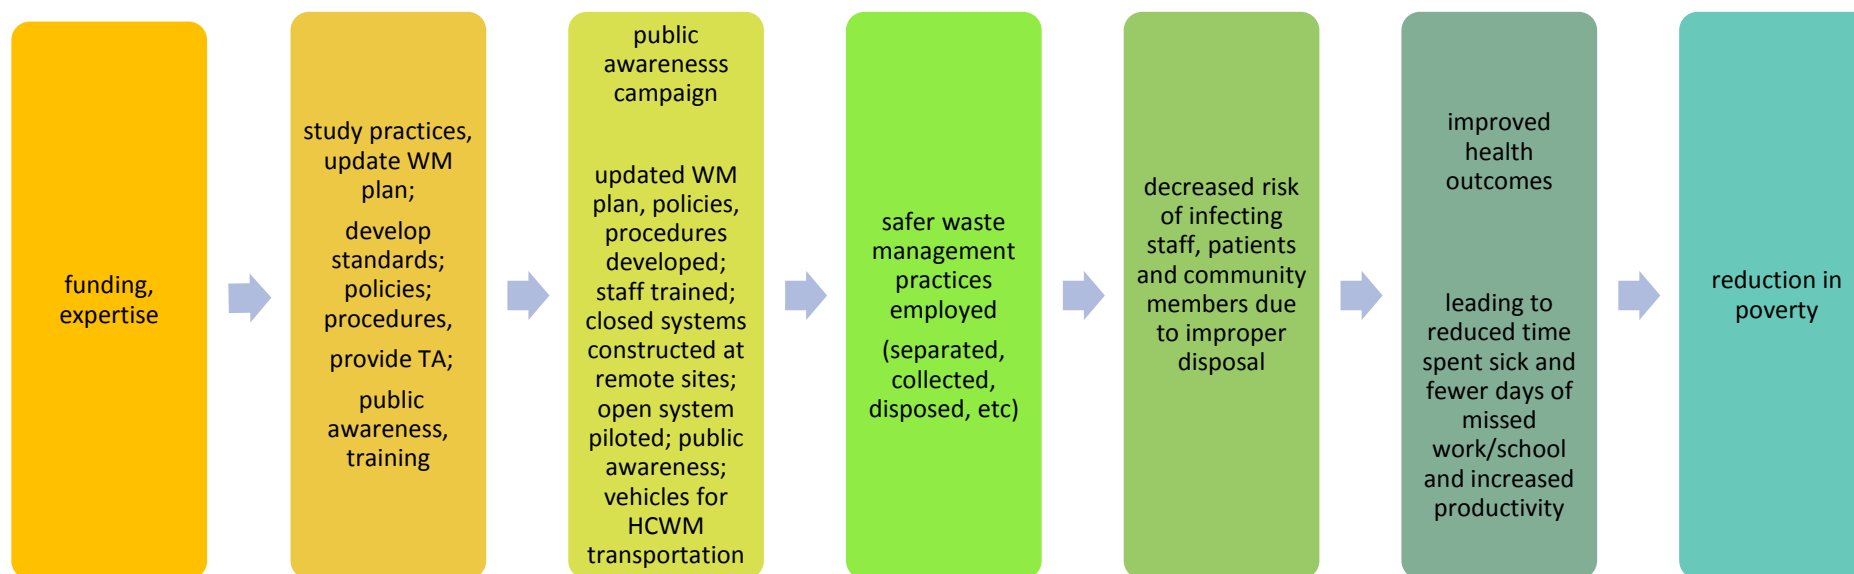 funding,
expertise
study practices,
update WM
plan;
develop
standards;
policies;
procedures,
provide TA;
public
awareness,
training
public
awarenesss
campaign
updated WM
plan, policies,
procedures
developed;
staff trained;
closed systems
constructed at
remote sites;
open system
piloted; public
awareness;
vehicles for
HCWM
transportation
safer waste
management
practices
employed
(separated,
collected,
disposed, etc)
decreased risk
of infecting
staff, patients
and community
members due
to improper
disposal
improved
health
outcomes
leading to
reduced time
spent sick and
fewer days of
missed
work/school
and increased
productivity
reduction in
poverty